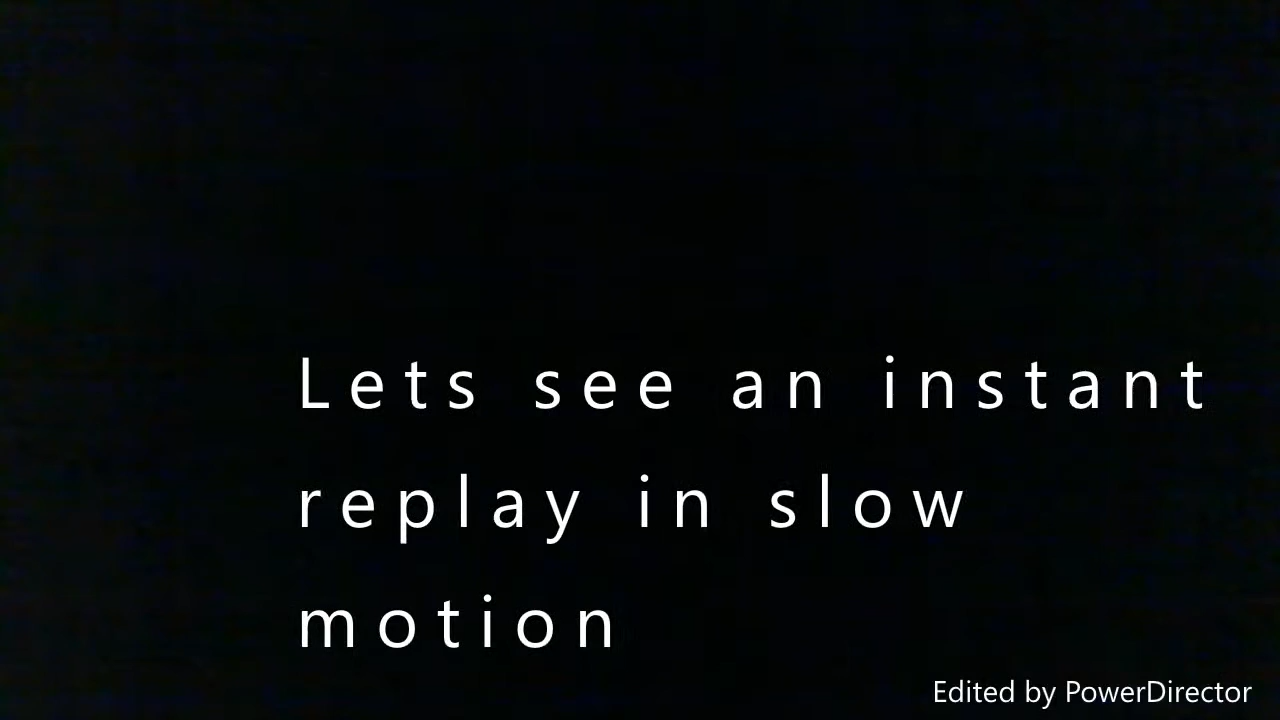 Lets see an instant
replay in slow
motion
Edited by PowerDirector